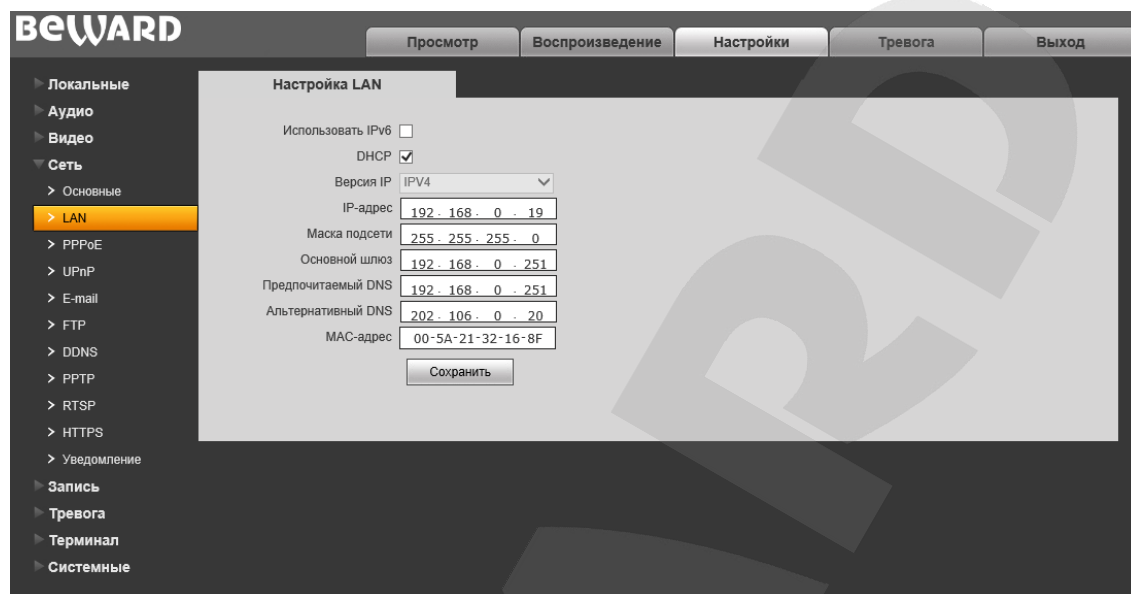 BEWARD
Просмотр Воспроизведение Настройки Тревога Выход
Локальные
Аудио
Видео
Сеть
Основные
LAN
PPPoE
UPnP
E-mail
FTP
DDNS
PPTP
RTSP
HTTPS
Уведомление
Запись
Тревога
Терминал
Системные
Настройка LAN
Использовать IPv6
DHCP
Версия IP IPV4
IP-адрес 192 . 168 . 0 . 19
Маска подсети 255 . 255 . 255 . 0
Основной шлюз 192 . 168 . 0 . 251
Предпочитаемый DNS 192 . 168 . 0 . 251
Альтернативный DNS 202 . 106 . 0 . 20
MAC-адрес 00-5A-21-32-16-8F
Сохранить